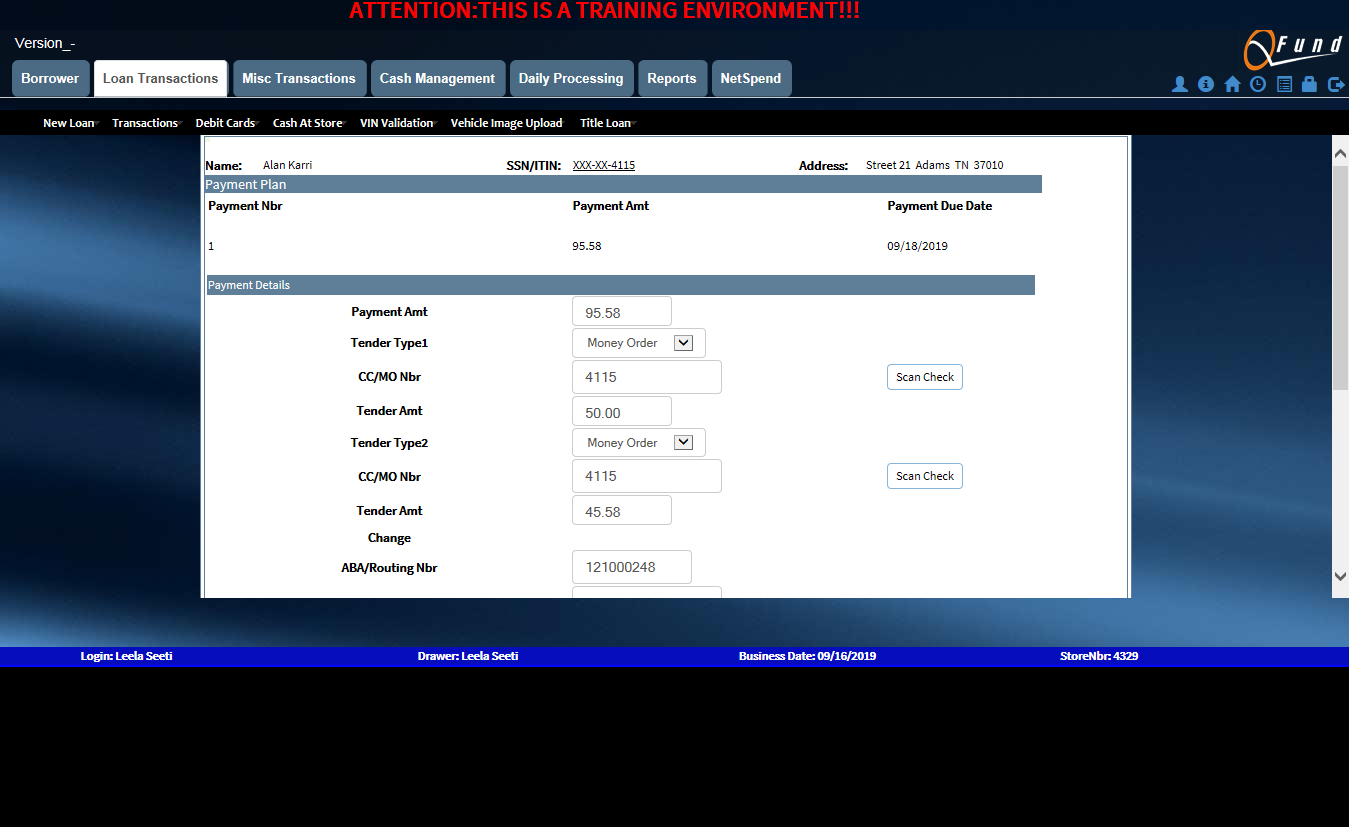 ATTENTION:THIS IS A TRAINING ENVIRONMENT!!!
Version_-
Fund
Borrower Loan Transactions Misc Transactions Cash Management Daily Processing Reports NetSpend
New Loan Transactions Debit Cards Cash At Store VIN Validation Vehicle Image Upload Title Loan
Name: Alan Karri SSN/ITIN: XXX-XX-4115 Address: Street 21 Adams TN 37010
Payment Plan
Payment Nbr Payment Amt Payment Due Date
1 95.58 09/18/2019
Payment Details
Payment Amt 95.58
Tender Type1 Money Order
CC/MO Nbr 4115 Scan Check
Tender Amt 50.00
Tender Type2 Money Order
CC/MO Nbr 4115 Scan Check
Tender Amt 45.58
Change
ABA/Routing Nbr 121000248
Login: Leela Seeti Drawer: Leela Seeti Business Date: 09/16/2019 StoreNbr: 4329